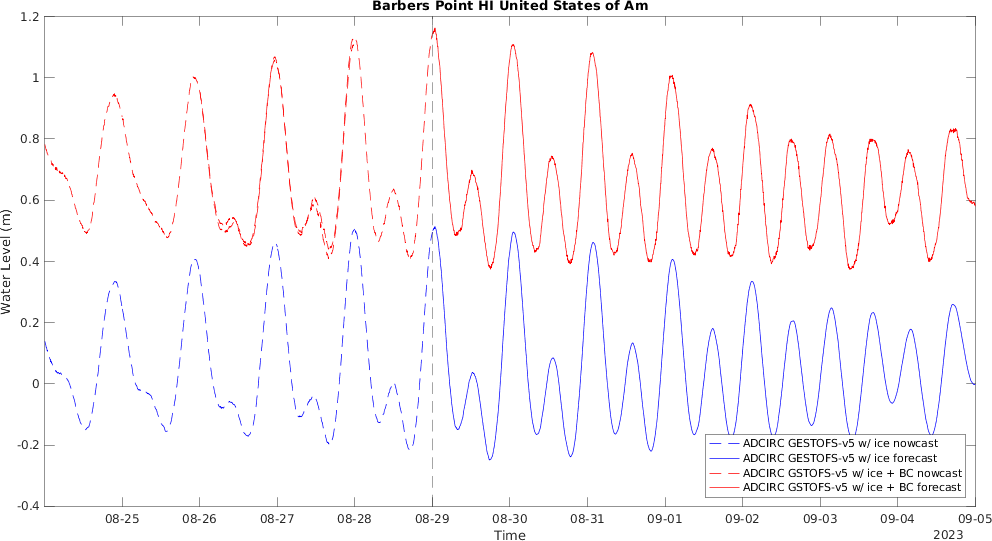 Barbers Point HI United States of Am
1.2
1
0.8
0.6
0.4
0.2
0
-0.2
-0.4
Water Level (m)
08-25 08-26 08-27 08-28 08-29 08-30 08-31 09-01 09-02 09-03 09-04 09-05
Time
2023
ADCIRC GESTOFS-v5 w/ ice nowcast
ADCIRC GESTOFS-v5 w/ ice forecast
ADCIRC GSTOFS-v5 w/ ice + BC nowcast
ADCIRC GSTOFS-v5 w/ ice + BC forecast